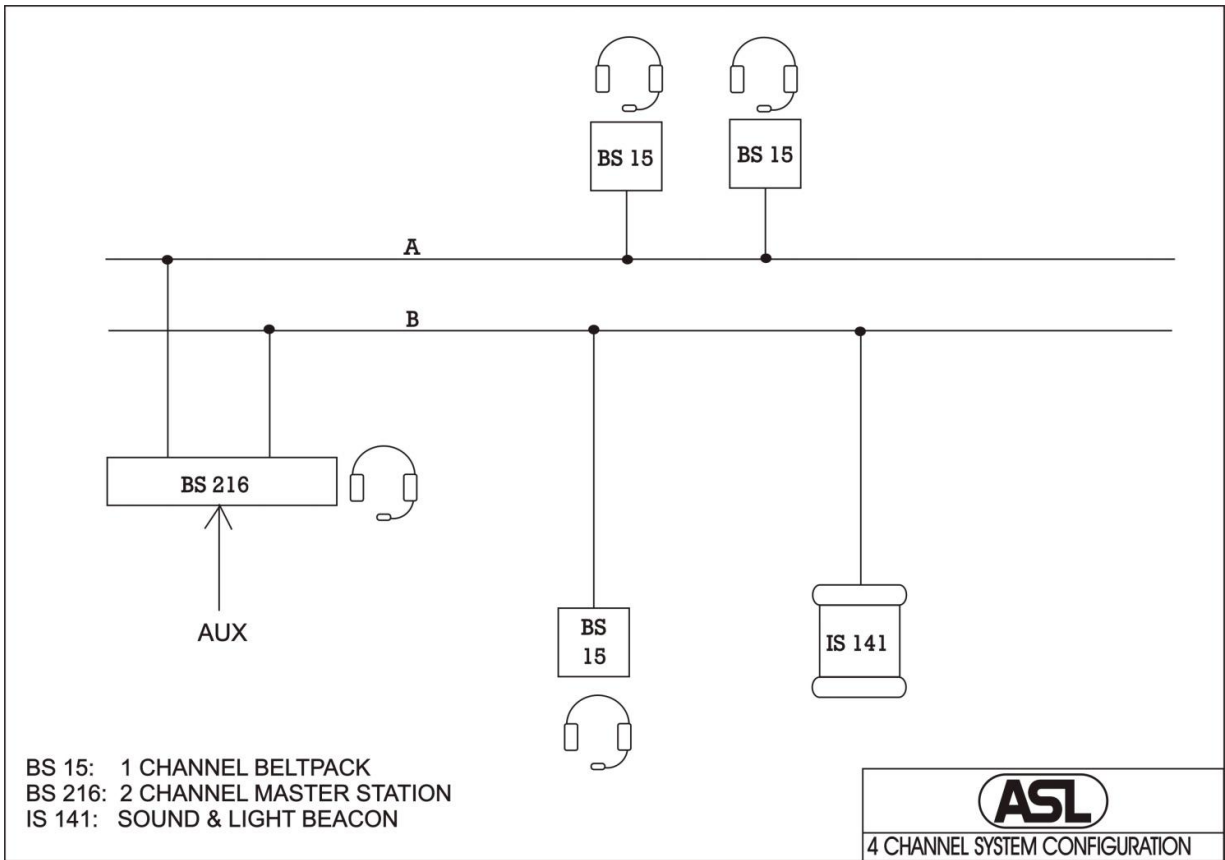 BS 15
BS 15
A
B
BS 216
AUX
BS
15
IS 141
BS 15: 1 CHANNEL BELTPACK
BS 216: 2 CHANNEL MASTER STATION
IS 141: SOUND & LIGHT BEACON
ASL
4 CHANNEL SYSTEM CONFIGURATION